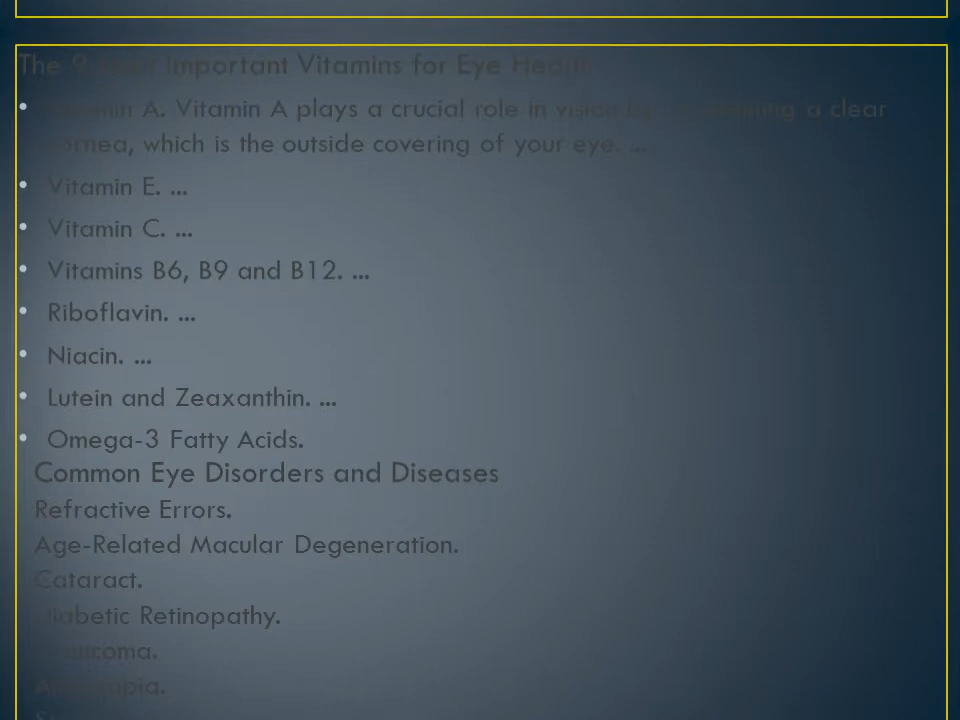 The 9 Most Important Vitamins for Eye Health
Vitamin A. Vitamin A plays a crucial role in vision by maintaining a clear
cornea, which is the outside covering of your eye. ...
Vitamin E. ...
Vitamin C. ...
Vitamins B6, B9 and B12. ...
Riboflavin. ...
Niacin. ...
Lutein and Zeaxanthin. ...
Omega-3 Fatty Acids.
Common Eye Disorders and Diseases
Refractive Errors.
Age-Related Macular Degeneration.
Cataract.
Diabetic Retinopathy.
Glaucoma.
Amblyopia.